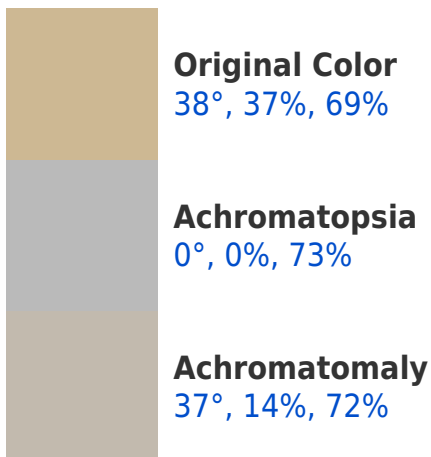 Original Color
38°, 37%, 69%
Achromatopsia
0°, 0%, 73%
Achromatomaly
37°, 14%, 72%